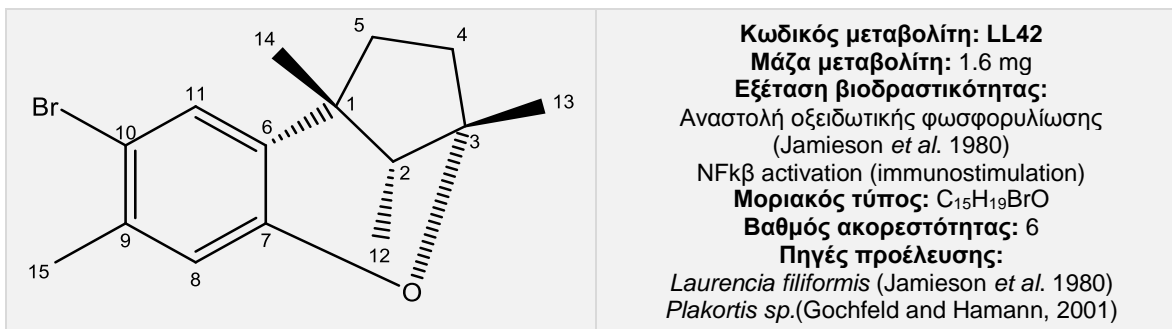 14
5
4
13
Br
11
10
6
1
3
2
9
7
15
8
12
O
Κωδικός μεταβολίτη: LL42
Μάζα μεταβολίτη: 1.6 mg
Εξέταση βιοδραστικότητας:
Αναστολή οξειδωτικής φωσφορυλίωσης
(Jamieson et al. 1980)
NFkβ activation (immunostimulation)
Μοριακός τύπος: C₁₅H₁₉BrO
Βαθμός ακορεστότητας: 6
Πηγές προέλευσης:
Laurencia filiformis (Jamieson et al. 1980)
Plakortis sp.(Gochfeld and Hamann, 2001)